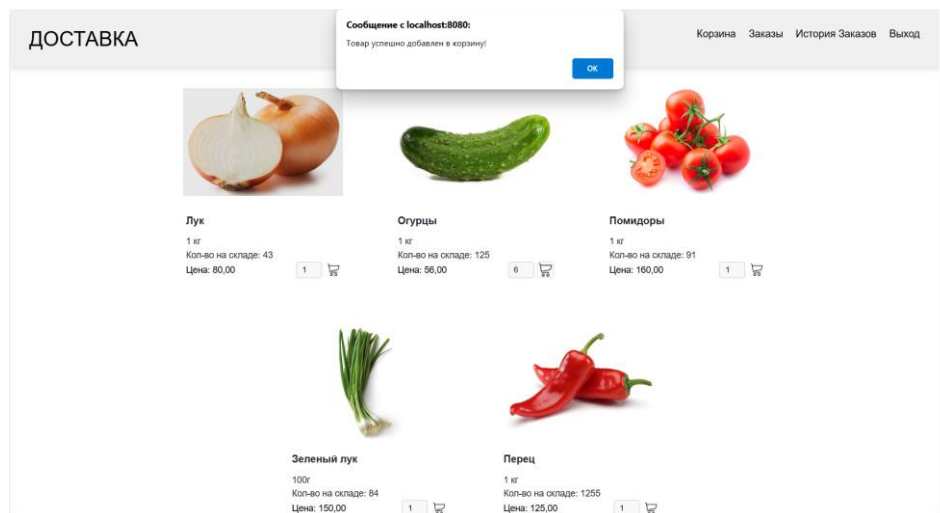 Сообщение с localhost:8080:
Товар успешно добавлен в корзину!
ОК
ДОСТАВКА
Корзина Заказы История Заказов Выход
Лук
1 кг
Кол-во на складе: 43
Цена: 80,00
1
Огурцы
1 кг
Кол-во на складе: 125
Цена: 56,00
6
Помидоры
1 кг
Кол-во на складе: 91
Цена: 160,00
1
Зеленый лук
100г
Кол-во на складе: 84
Цена: 150,00
1
Перец
1 кг
Кол-во на складе: 1255
Цена: 125,00
1